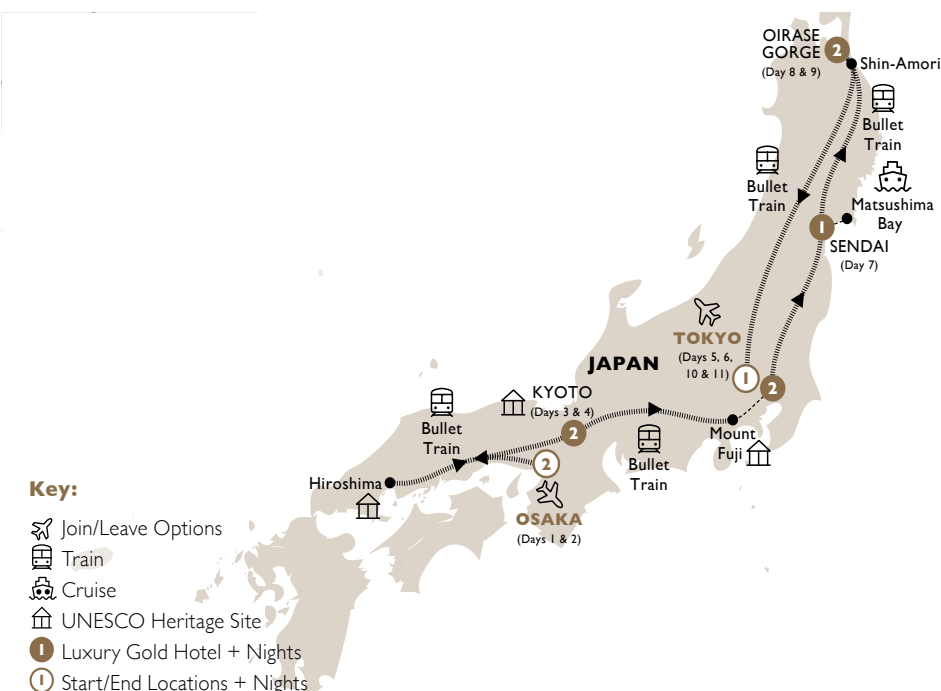 OIRASE
GORGE
(Day 8 & 9)
2
Shin-Amori
Bullet
Train
Bullet
Train
Matsushima
Bay
1
SENDAI
(Day 7)
TOKYO
(Days 5, 6,
10 & 11)
1
2
JAPAN
KYOTO
(Days 3 & 4)
2
Bullet
Train
Mount
Fuji
Bullet
Train
Hiroshima
2
OSAKA
(Days 1 & 2)
Key:
Join/Leave Options
Train
Cruise
UNESCO Heritage Site
1 Luxury Gold Hotel + Nights
1 Start/End Locations + Nights